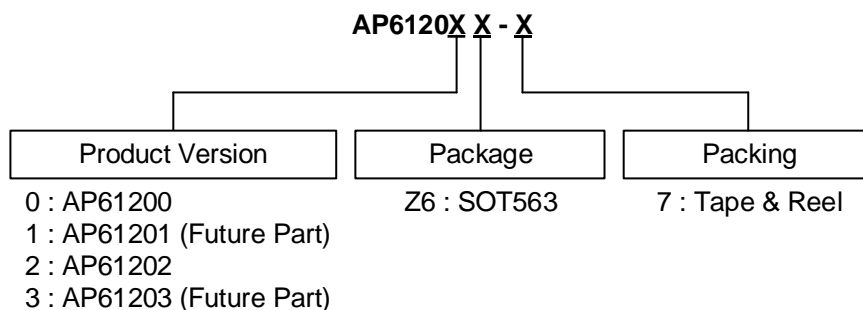 AP6120X X - X
Product Version
Package
Packing
0 : AP61200
1 : AP61201 (Future Part)
2 : AP61202
3 : AP61203 (Future Part)
Z6 : SOT563
7 : Tape & Reel